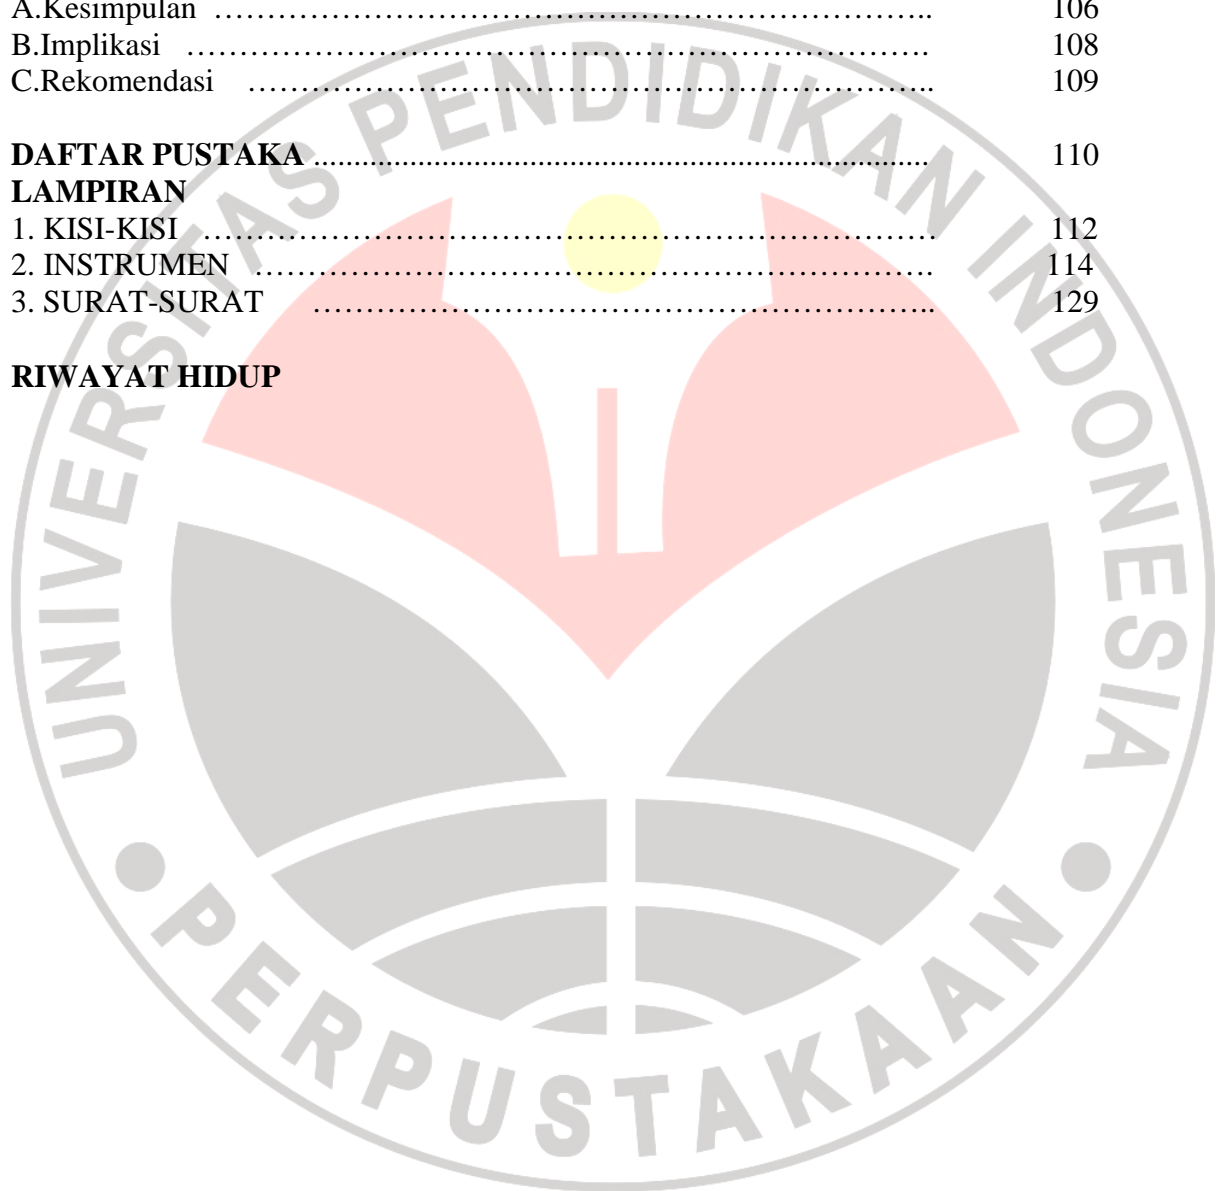 A.Kesimpulan ………………………………………………………….. 106
B.Implikasi ……………………………………………………………. 108
C.Rekomendasi ………………………………………………………... 109
DAFTAR PUSTAKA ........................................................................................ 110
LAMPIRAN
1. KISI-KISI ……………………………………………………………. 112
2. INSTRUMEN ………………………………………………………. 114
3. SURAT-SURAT ………………………………………………….. 129
RIWAYAT HIDUP
UNIVERSITAS PENDIDIKAN INDONESIA
PERPUSTAKAAN